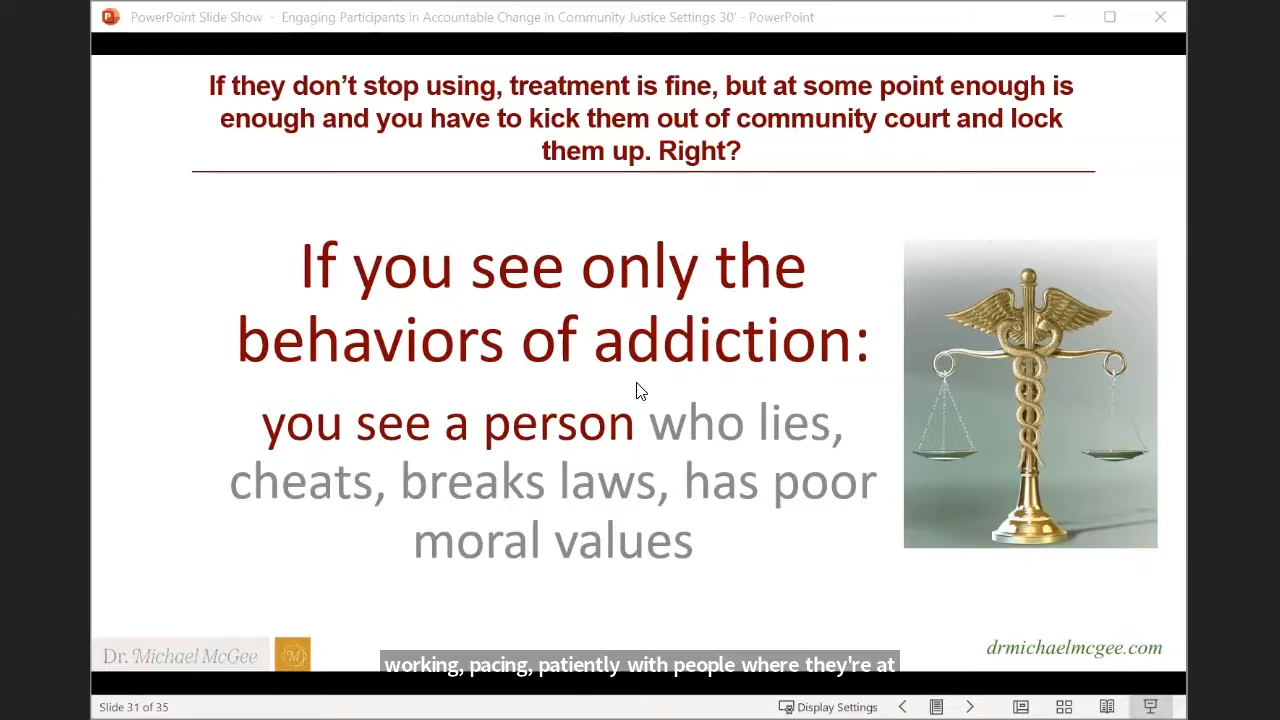 PowerPoint Slide Show - Engaging Participants in Accountable Change in Community Justice Settings 30' - PowerPoint
If they don’t stop using, treatment is fine, but at some point enough is
enough and you have to kick them out of community court and lock
them up. Right?
If you see only the
behaviors of addiction:
you see a person who lies,
cheats, breaks laws, has poor
moral values
Dr. Michael McGee
M
drmichaelmcgee.com
working, pacing, patiently with people where they're at
Slide 31 of 35
Display Settings